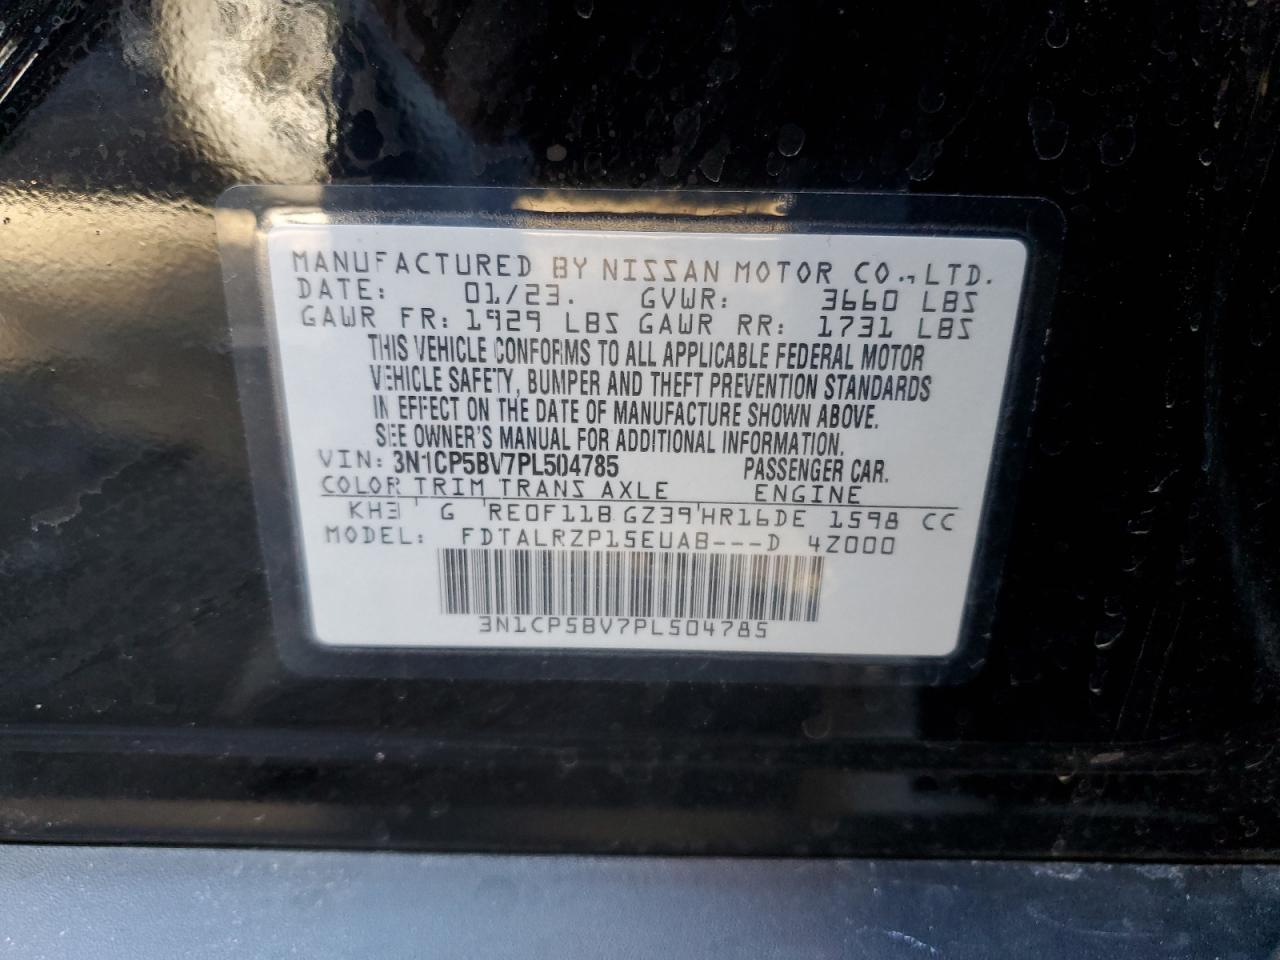 MANUFACTURED BY NISSAN MOTOR CO., LTD.
DATE: 01/23. GVWR: 3660 LBS
GAWR FR: 1929 LBS GAWR RR: 1731 LBS
THIS VEHICLE CONFORMS TO ALL APPLICABLE FEDERAL MOTOR
VEHICLE SAFETY, BUMPER AND THEFT PREVENTION STANDARDS
IN EFFECT ON THE DATE OF MANUFACTURE SHOWN ABOVE.
SEE OWNER'S MANUAL FOR ADDITIONAL INFORMATION.
VIN: 3N1CP5BV7PL504785 PASSENGER CAR.
COLOR TRIM TRANS AXLE ENGINE
KH3 G RE0F11B GZ39 HR16DE 1598 CC
MODEL: FDTALRZP15EUAB---D 4Z000
3N1CP5BV7PL504785